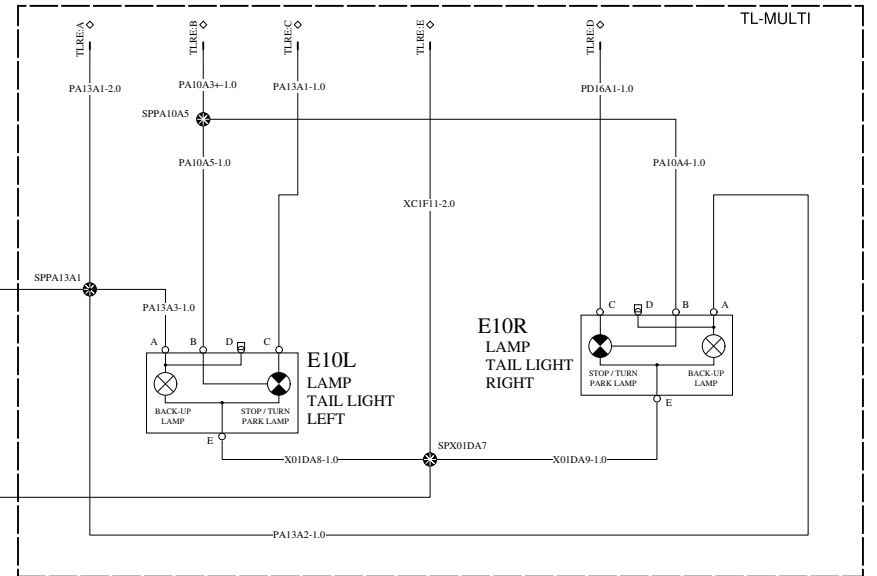 TL-MULTI
TLRE:A
TLRE:B
TLRE:C
TLRE:E
TLRE:D
PA13A1-2.0
PA10A3+-1.0
PA13A1-1.0
PD16A1-1.0
SPPA10A5
PA10A5-1.0
PA10A4-1.0
XC1F11-2.0
SPPA13A1
PA13A3-1.0
A
B
D
C
E10L
LAMP
TAIL LIGHT
LEFT
BACK-UP
LAMP
STOP / TURN
PARK LAMP
E
E10R
LAMP
TAIL LIGHT
RIGHT
C
D
B
A
STOP / TURN
PARK LAMP
BACK-UP
LAMP
E
SPX01DA7
X01DA8-1.0
X01DA9-1.0
PA13A2-1.0